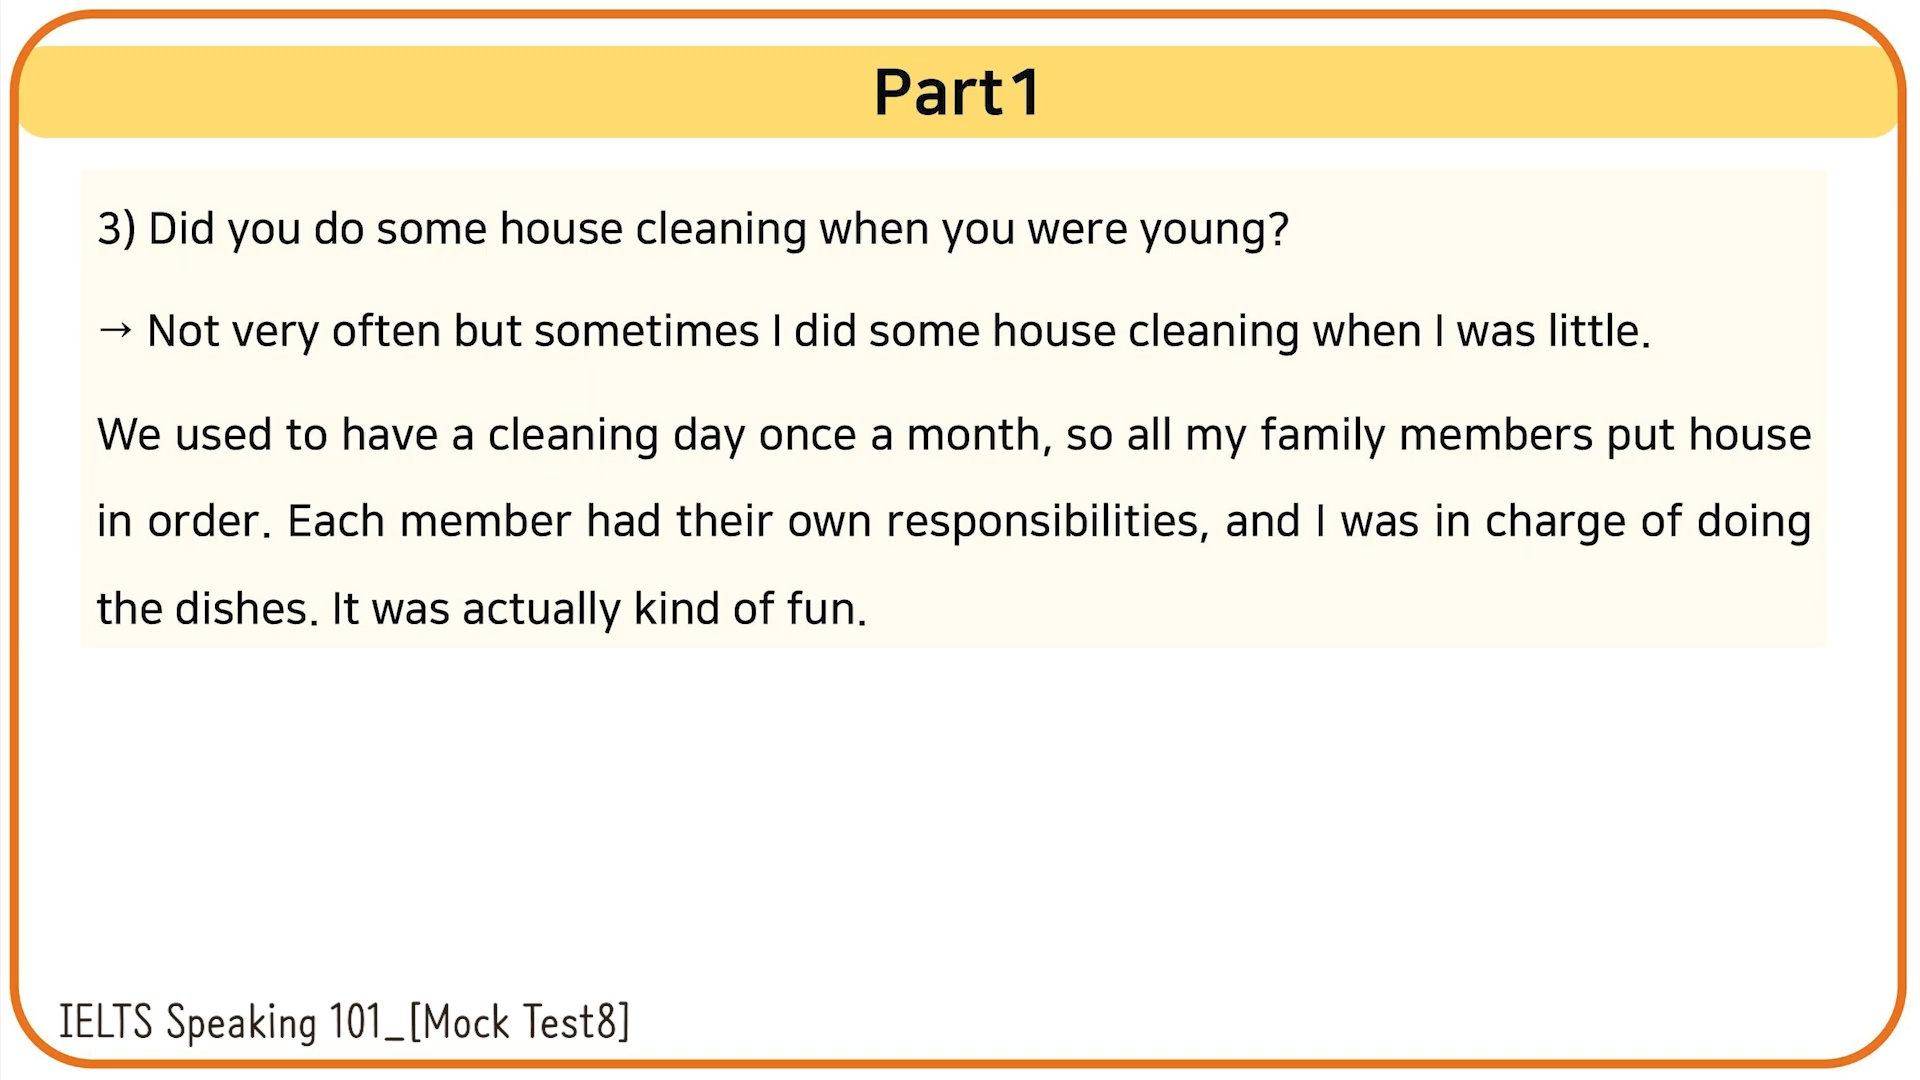 Part1
3) Did you do some house cleaning when you were young?
→ Not very often but sometimes I did some house cleaning when I was little.
We used to have a cleaning day once a month, so all my family members put house
in order. Each member had their own responsibilities, and I was in charge of doing
the dishes. It was actually kind of fun.
IELTS Speaking 101_[Mock Test8]